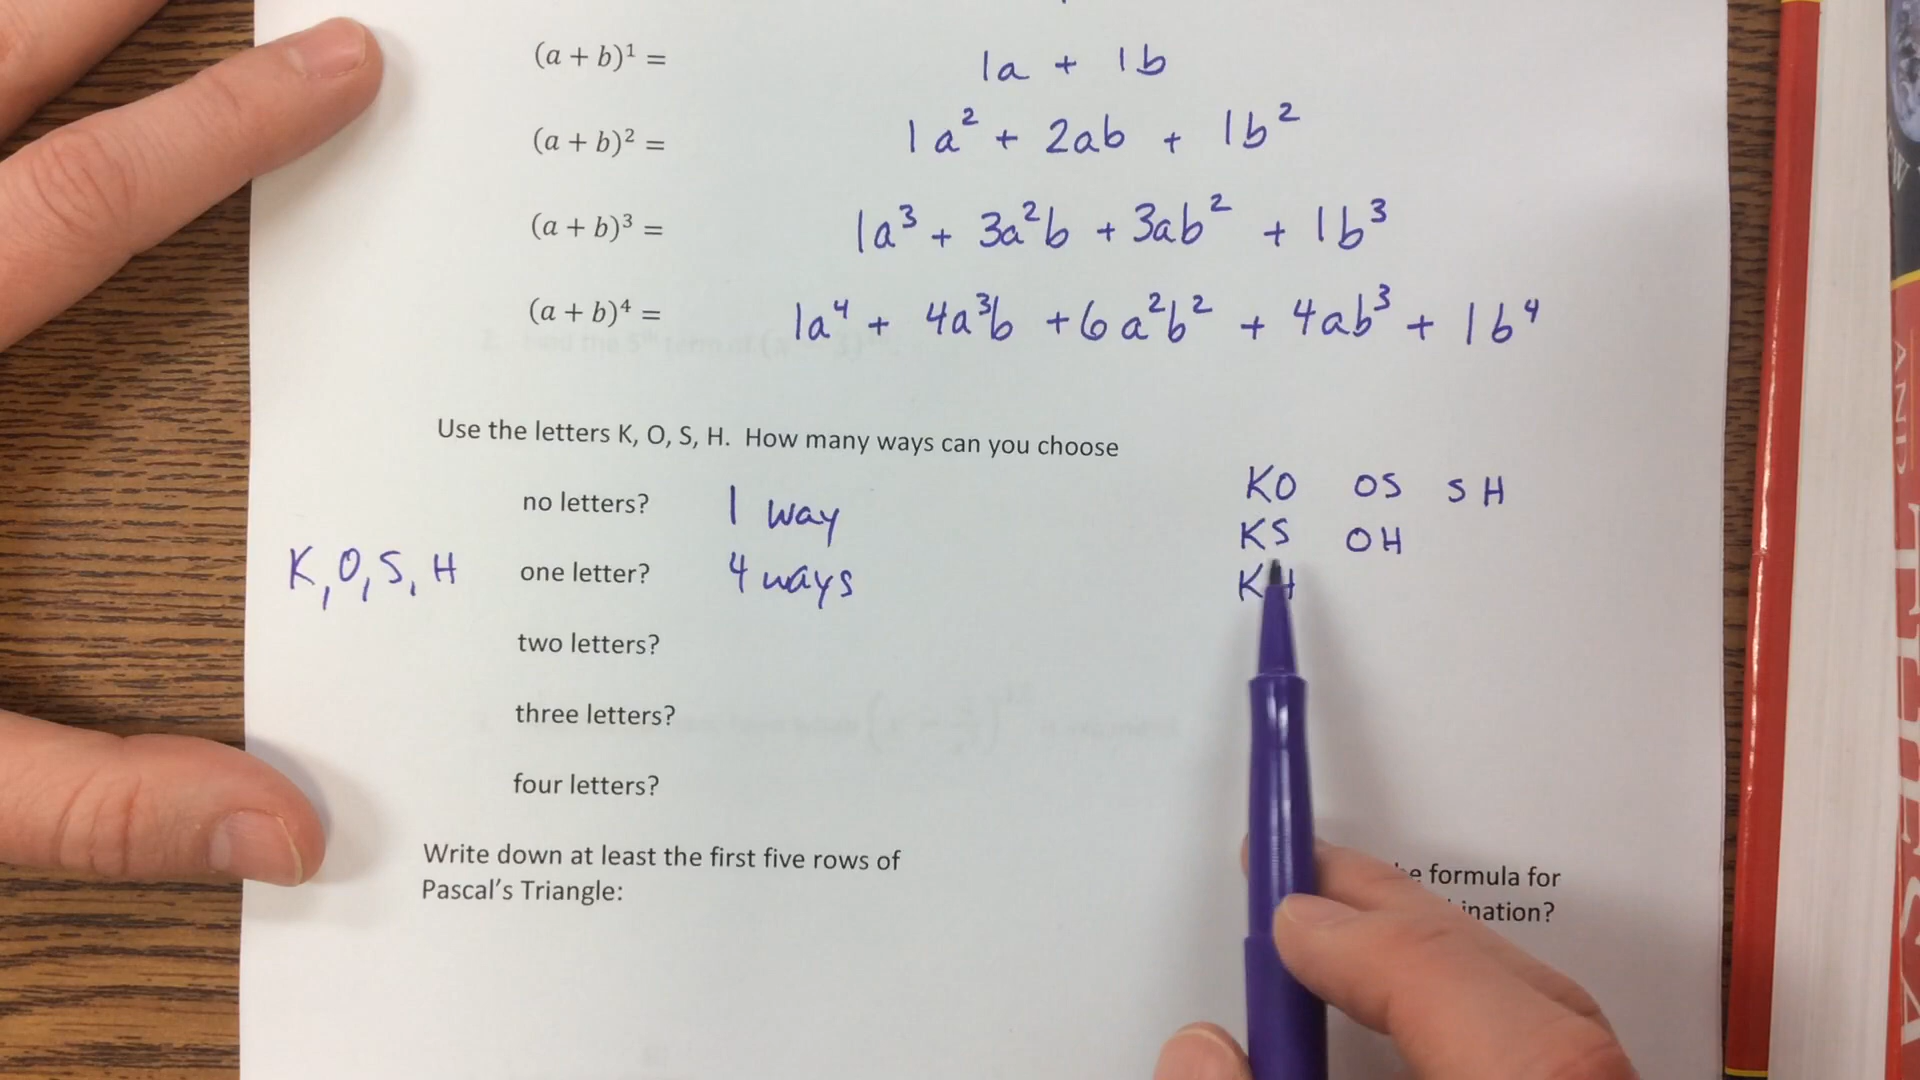 (a + b)¹ = 1a + 1b
(a + b)² = 1a² + 2ab + 1b²
(a + b)³ = 1a³ + 3a²b + 3ab² + 1b³
(a + b)⁴ = 1a⁴ + 4a³b + 6a²b² + 4ab³ + 1b⁴
Use the letters K, O, S, H. How many ways can you choose
no letters? 1 way
K, O, S, H one letter? 4 ways
two letters?
three letters?
four letters?
KO OS SH
KS OH
KH
Write down at least the first five rows of
Pascal's Triangle:
formula for
AND